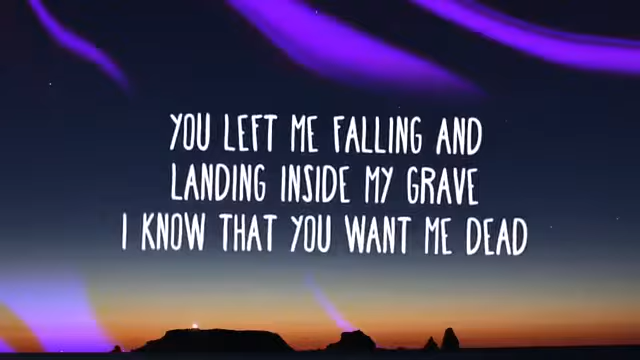 YOU LEFT ME FALLING AND
LANDING INSIDE MY GRAVE
I KNOW THAT YOU WANT ME DEAD